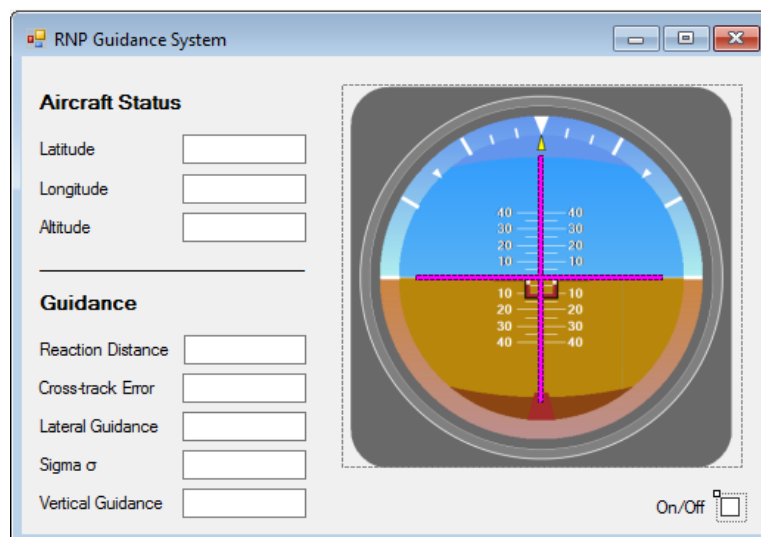 RNP Guidance System
Aircraft Status
Latitude
Longitude
Altitude
Guidance
Reaction Distance
Cross-track Error
Lateral Guidance
Sigma σ
Vertical Guidance
40 40
30 30
20 20
10 10
10 10
20 20
30 30
40 40
On/Off